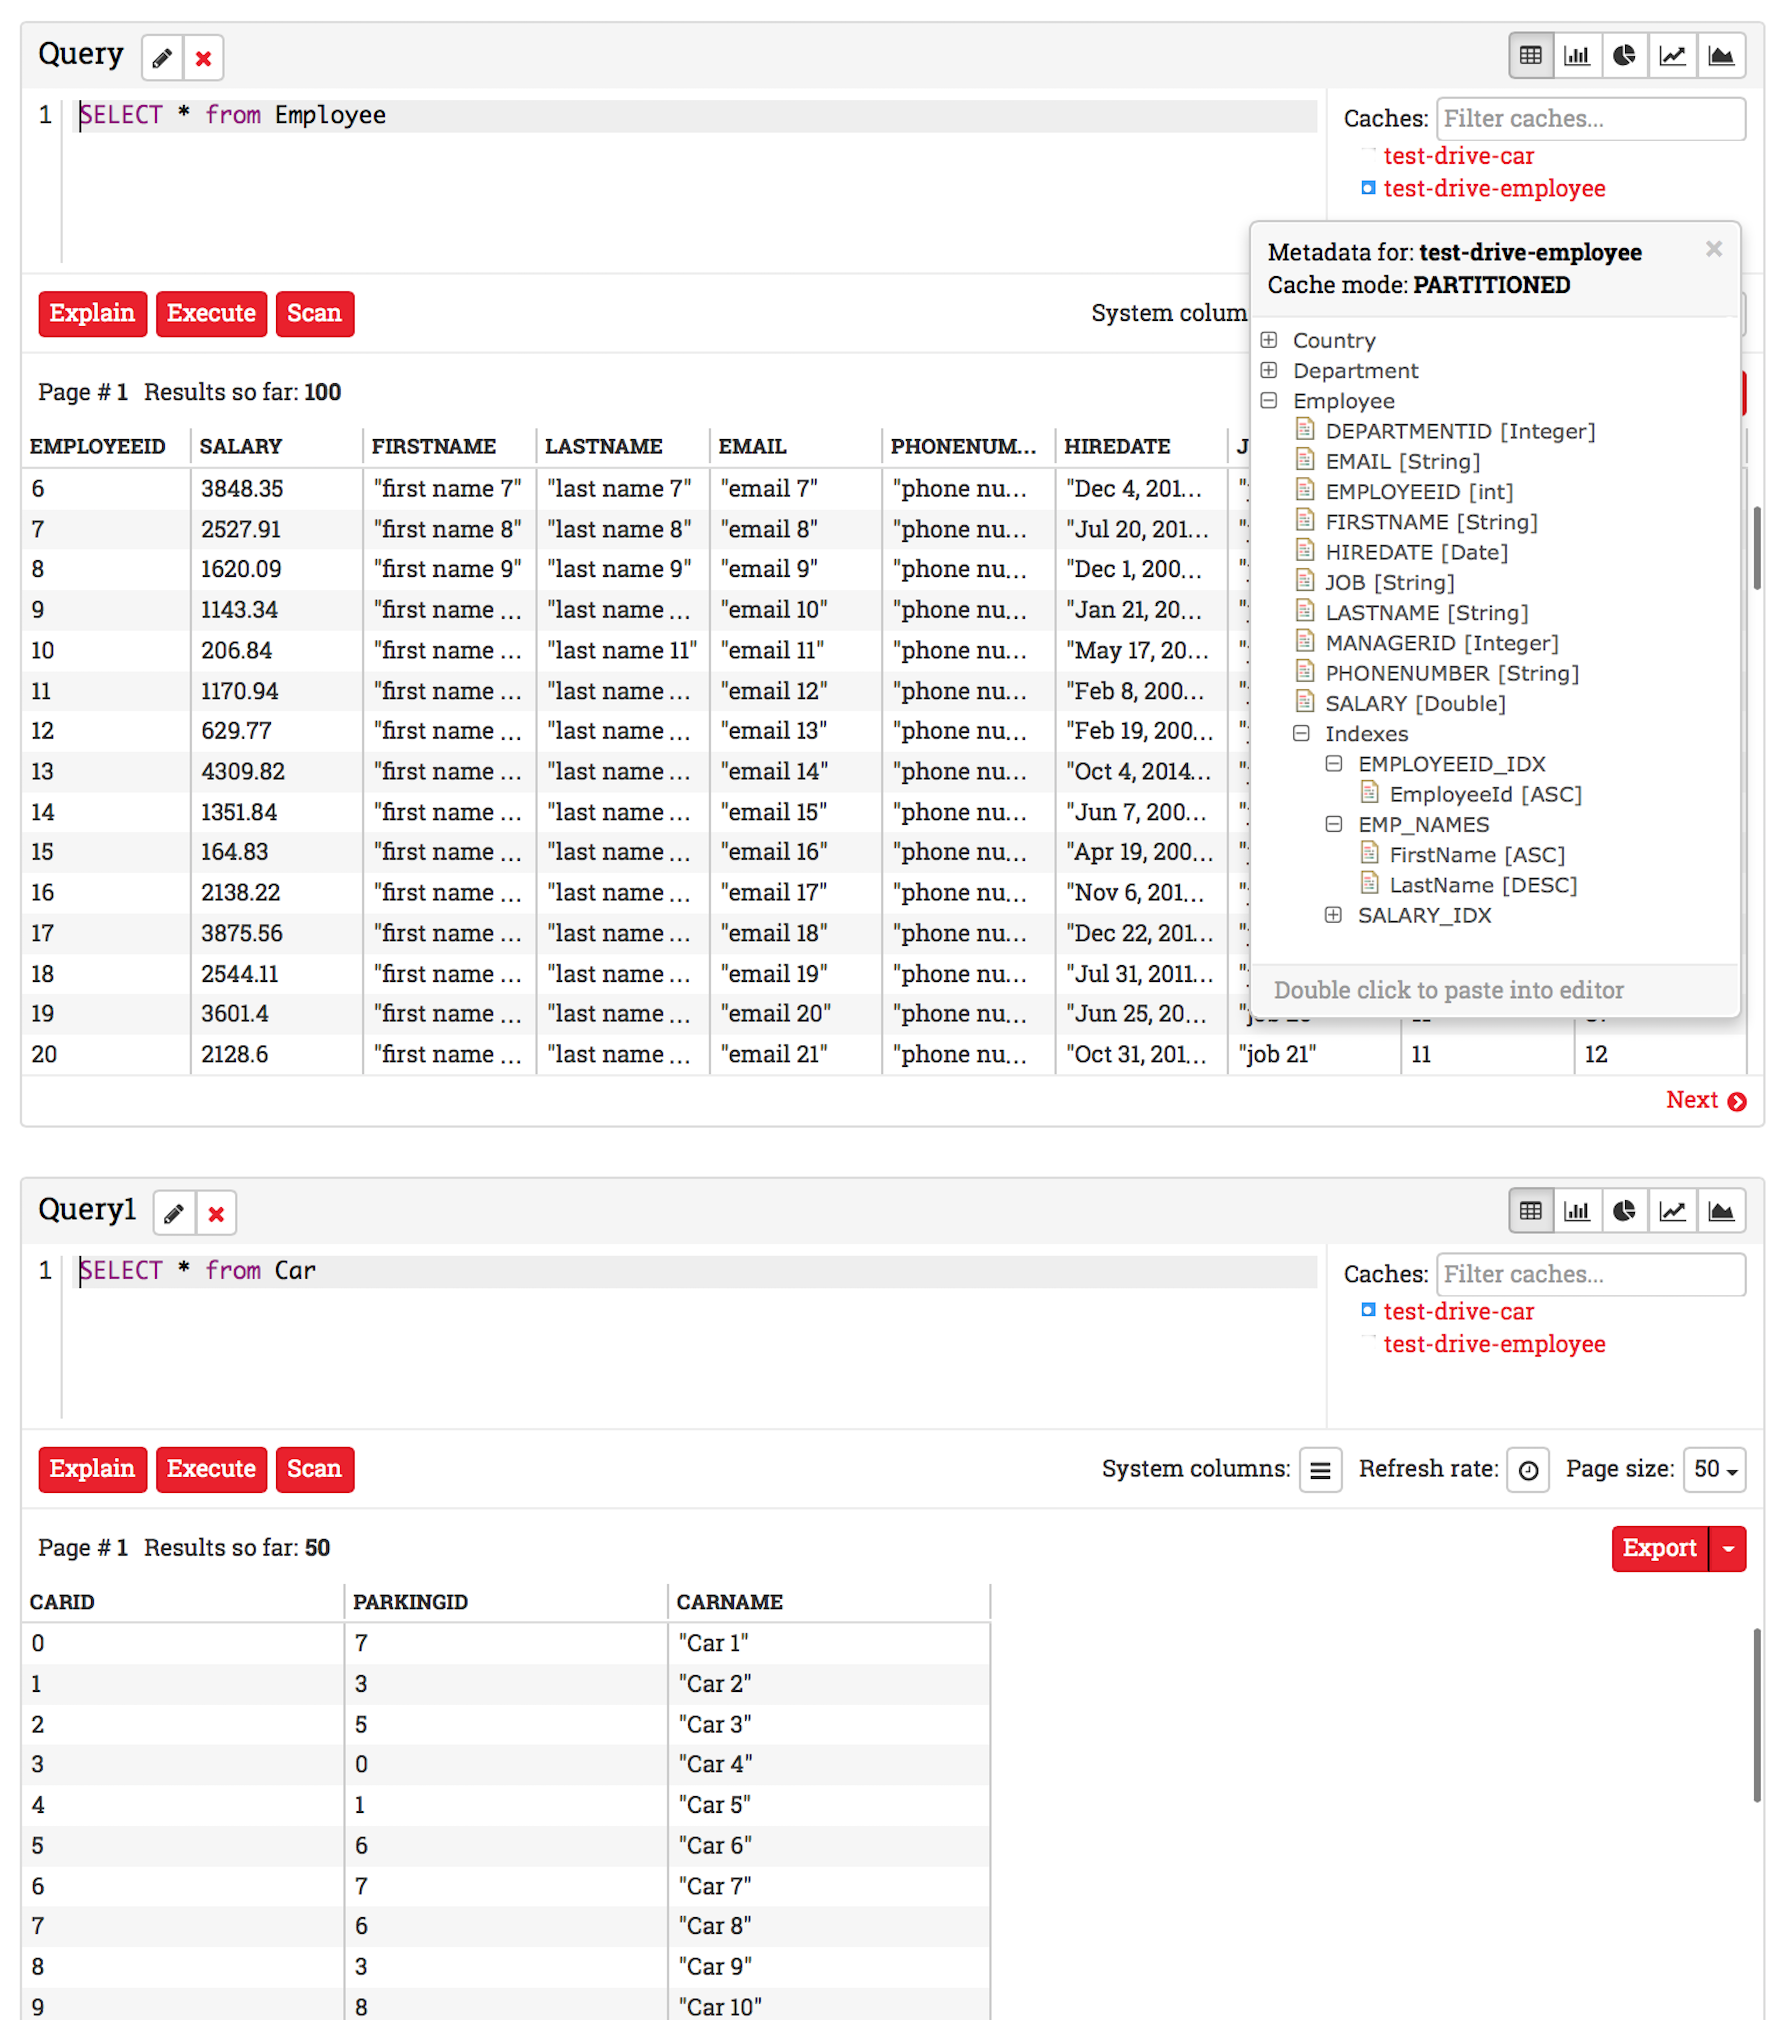 Query
1 SELECT * from Employee
Caches: Filter caches...
test-drive-car
test-drive-employee
Metadata for: test-drive-employee
Cache mode: PARTITIONED
Country
Department
Employee
DEPARTMENTID [Integer]
EMAIL [String]
EMPLOYEEID [int]
FIRSTNAME [String]
HIREDATE [Date]
JOB [String]
LASTNAME [String]
MANAGERID [Integer]
PHONENUMBER [String]
SALARY [Double]
Indexes
EMPLOYEEID_IDX
EmployeeId [ASC]
EMP_NAMES
FirstName [ASC]
LastName [DESC]
SALARY_IDX
Double click to paste into editor
Explain Execute Scan System colum
Page # 1 Results so far: 100
EMPLOYEEID SALARY FIRSTNAME LASTNAME EMAIL PHONENUM... HIREDATE J
6 3848.35 "first name 7" "last name 7" "email 7" "phone nu... "Dec 4, 201...
7 2527.91 "first name 8" "last name 8" "email 8" "phone nu... "Jul 20, 201...
8 1620.09 "first name 9" "last name 9" "email 9" "phone nu... "Dec 1, 200...
9 1143.34 "first name ... "last name ... "email 10" "phone nu... "Jan 21, 20...
10 206.84 "first name ... "last name 11" "email 11" "phone nu... "May 17, 20...
11 1170.94 "first name ... "last name ... "email 12" "phone nu... "Feb 8, 200...
12 629.77 "first name ... "last name ... "email 13" "phone nu... "Feb 19, 200...
13 4309.82 "first name ... "last name ... "email 14" "phone nu... "Oct 4, 2014...
14 1351.84 "first name ... "last name ... "email 15" "phone nu... "Jun 7, 200...
15 164.83 "first name ... "last name ... "email 16" "phone nu... "Apr 19, 200...
16 2138.22 "first name ... "last name ... "email 17" "phone nu... "Nov 6, 201...
17 3875.56 "first name ... "last name ... "email 18" "phone nu... "Dec 22, 201...
18 2544.11 "first name ... "last name ... "email 19" "phone nu... "Jul 31, 2011...
19 3601.4 "first name ... "last name ... "email 20" "phone nu... "Jun 25, 20...
20 2128.6 "first name ... "last name ... "email 21" "phone nu... "Oct 31, 201... "job 21" 11 12
Next
Query1
1 SELECT * from Car
Caches: Filter caches...
test-drive-car
test-drive-employee
Explain Execute Scan System columns: Refresh rate: Page size: 50
Page # 1 Results so far: 50 Export
CARID PARKINGID CARNAME
0 7 "Car 1"
1 3 "Car 2"
2 5 "Car 3"
3 0 "Car 4"
4 1 "Car 5"
5 6 "Car 6"
6 7 "Car 7"
7 6 "Car 8"
8 3 "Car 9"
9 8 "Car 10"